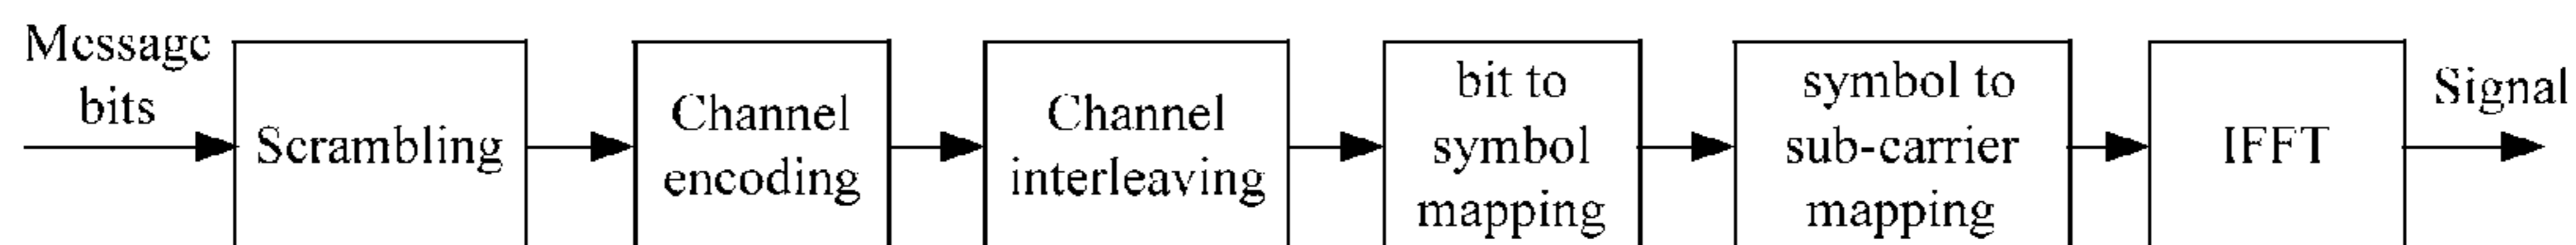 Message
bits
Scrambling
Channel
encoding
Channel
interleaving
bit to
symbol
mapping
symbol to
sub-carrier
mapping
IFFT
Signal